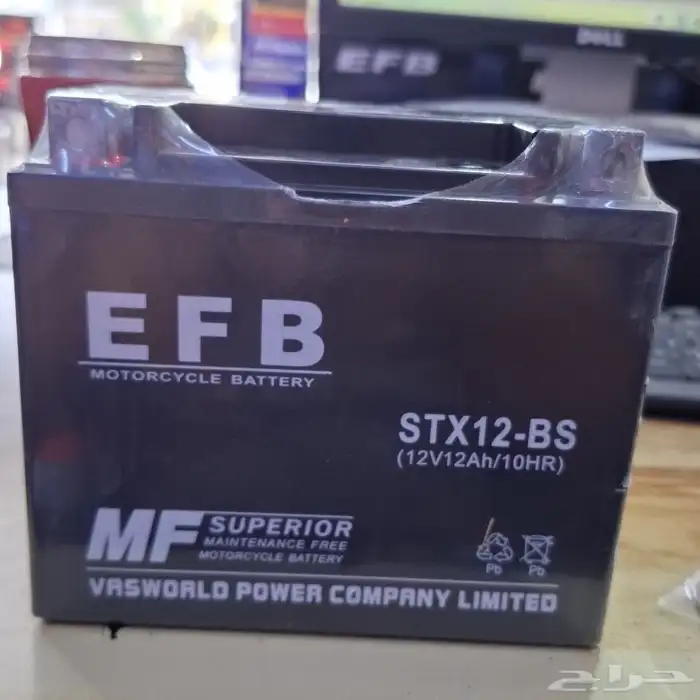 DELL
EFB
EFB
MOTORCYCLE BATTERY
STX12-BS
(12V12Ah/10HR)
MF SUPERIOR
MAINTENANCE FREE
MOTORCYCLE BATTERY
Pb Pb
VASWORLD POWER COMPANY LIMITED
حراج